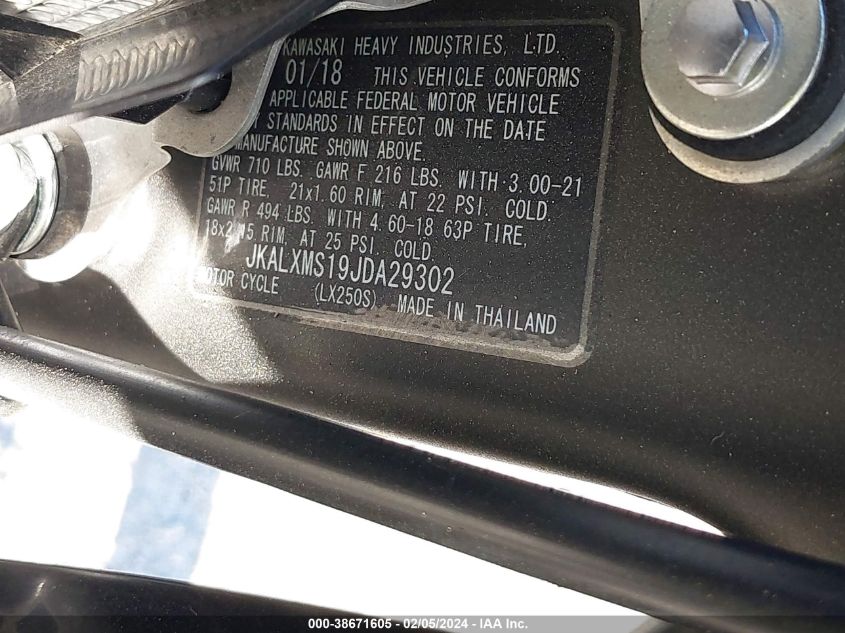 KAWASAKI HEAVY INDUSTRIES, LTD.
01/18 THIS VEHICLE CONFORMS
APPLICABLE FEDERAL MOTOR VEHICLE
STANDARDS IN EFFECT ON THE DATE
MANUFACTURE SHOWN ABOVE.
GVWR 710 LBS. GAWR F 216 LBS. WITH 3.00-21
51P TIRE, 21x1.60 RIM, AT 22 PSI. COLD.
GAWR R 494 LBS. WITH 4.60-18 63P TIRE,
RIM, AT 25 PSI. COLD.
JKALXMS19JDA29302
CYCLE (LX250S) MADE IN THAILAND
000-38671605 - 02/05/2024 - IAA Inc.